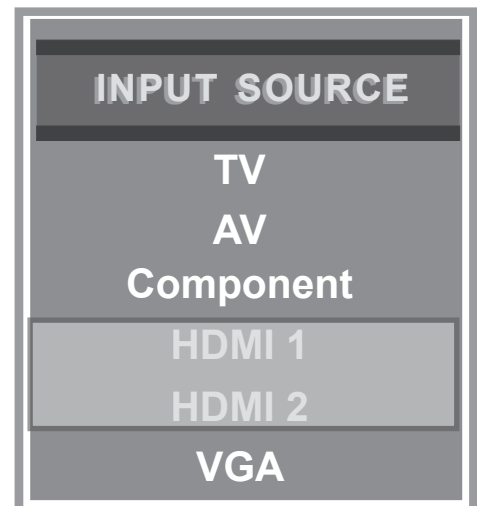 INPUT SOURCE
TV
AV
Component
HDMI 1
HDMI 2
VGA